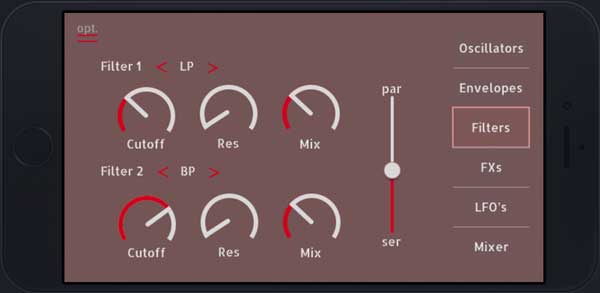 opt.
Filter 1 < LP >
Cutoff Res Mix
Filter 2 < BP >
Cutoff Res Mix
par
ser
Oscillators
Envelopes
Filters
FXs
LFO's
Mixer